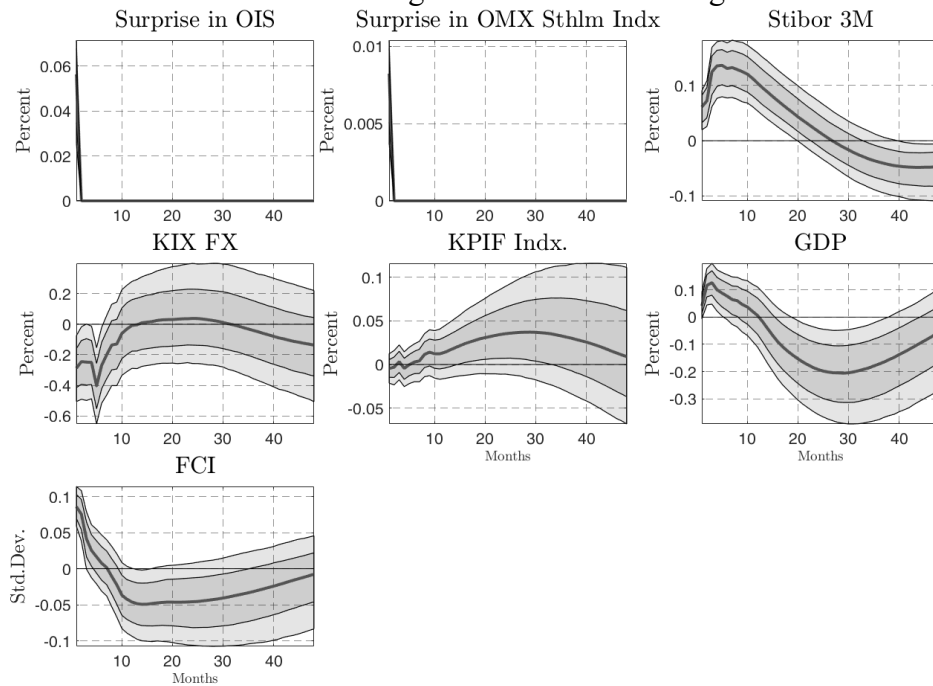 Surprise in OIS
Surprise in OMX Sthlm Indx
Stibor 3M
Percent
0.06
0.04
0.02
0
10 20 30 40
Percent
0.01
0.005
0
10 20 30 40
Percent
0.1
0
-0.1
10 20 30 40
KIX FX
KPIF Indx.
GDP
Percent
0.2
0
-0.2
-0.4
-0.6
10 20 30 40
Percent
0.1
0.05
0
-0.05
10 20 30 40
Months
Percent
0.1
0
-0.1
-0.2
-0.3
10 20 30 40
Months
FCI
Std.Dev.
0.1
0.05
0
-0.05
-0.1
10 20 30 40
Months